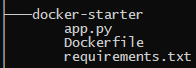 ├───docker-starter
app.py
Dockerfile
requirements.txt